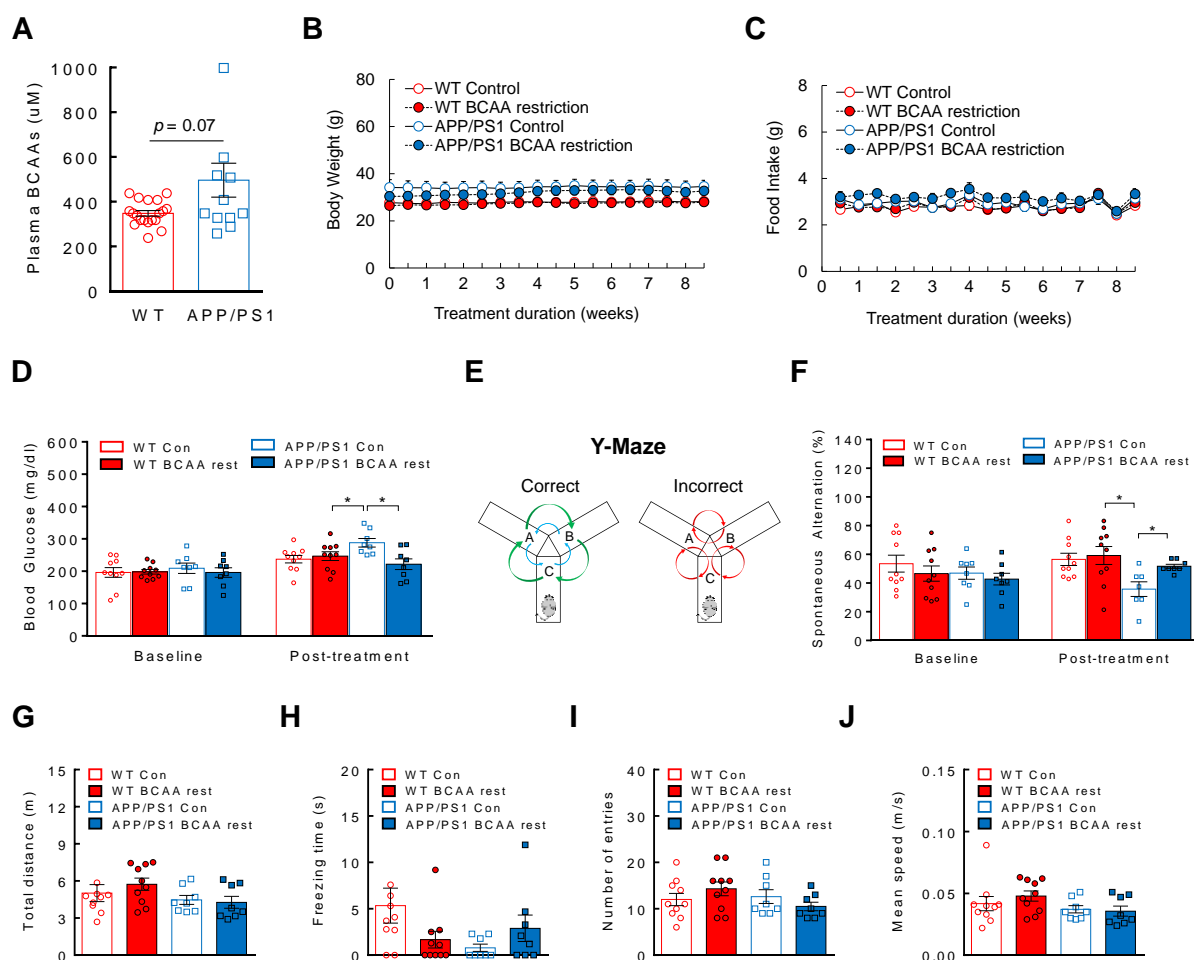 A
B
C
Plasma BCAAs (uM)
1000
800
600
400
200
0
p = 0.07
WT
APP/PS1
Body Weight (g)
80
60
40
20
0
WT Control
WT BCAA restriction
APP/PS1 Control
APP/PS1 BCAA restriction
0 1 2 3 4 5 6 7 8
Treatment duration (weeks)
Food Intake (g)
8
6
4
2
0
WT Control
WT BCAA restriction
APP/PS1 Control
APP/PS1 BCAA restriction
0 1 2 3 4 5 6 7 8
Treatment duration (weeks)
D
E
F
Blood Glucose (mg/dl)
600
500
400
300
200
100
0
WT Con
WT BCAA rest
APP/PS1 Con
APP/PS1 BCAA rest
* *
Baseline
Post-treatment
Y-Maze
Correct
Incorrect
A B
C
A B
C
Spontaneous Alternation (%)
140
120
100
80
60
40
20
0
WT Con
WT BCAA rest
APP/PS1 Con
APP/PS1 BCAA rest
*
*
Baseline
Post-treatment
G
H
I
J
Total distance (m)
15
12
9
6
3
0
WT Con
WT BCAA rest
APP/PS1 Con
APP/PS1 BCAA rest
Freezing time (s)
20
15
10
5
0
WT Con
WT BCAA rest
APP/PS1 Con
APP/PS1 BCAA rest
Number of entries
40
30
20
10
0
WT Con
WT BCAA rest
APP/PS1 Con
APP/PS1 BCAA rest
Mean speed (m/s)
0.15
0.10
0.05
0.00
WT Con
WT BCAA rest
APP/PS1 Con
APP/PS1 BCAA rest